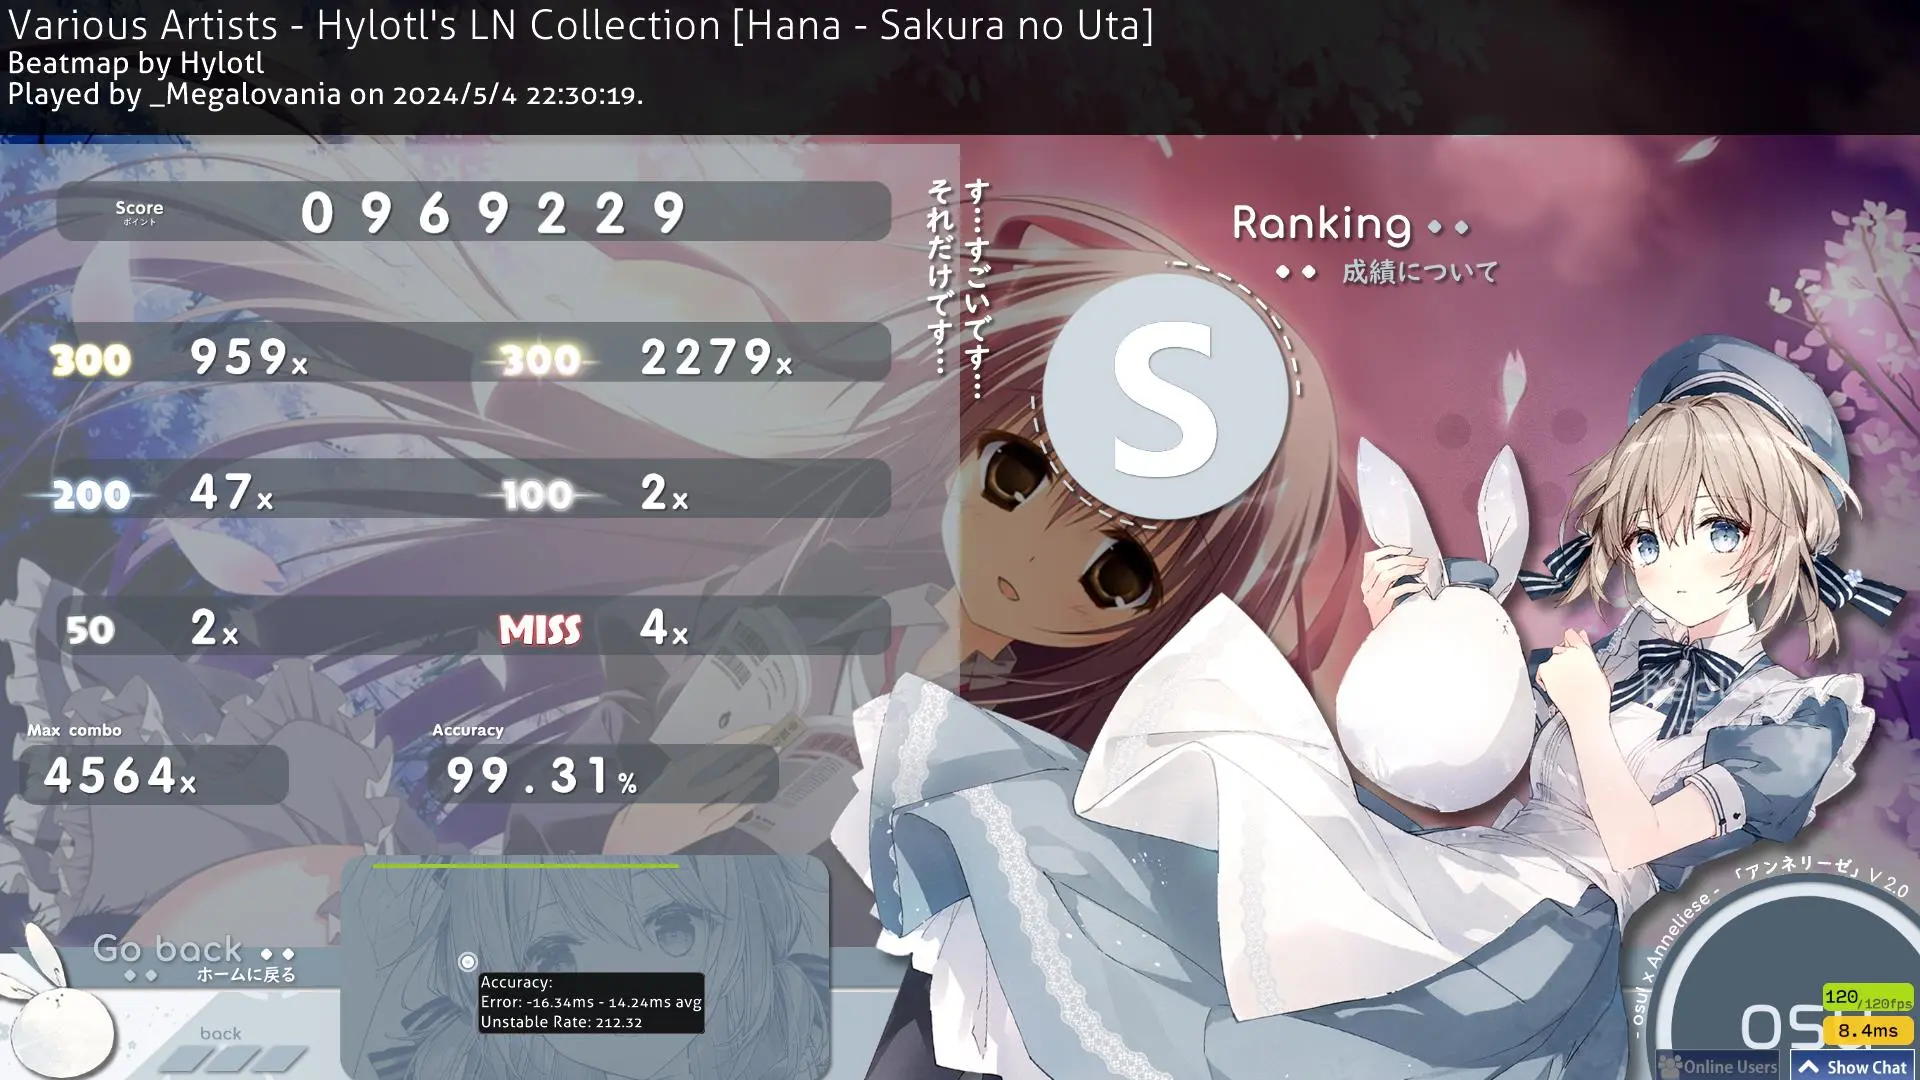 Various Artists - Hylotl's LN Collection [Hana - Sakura no Uta]
Beatmap by Hylotl
Played by _Megalovania on 2024/5/4 22:30:19.
Score
ポイント
0969229
す…すごいです…
それだけです…
Ranking
成績について
S
300 959x 300 2279x
200 47x 100 2x
50 2x MISS 4x
Max combo
4564x
Accuracy
99.31%
Accuracy:
Error: -16.34ms - 14.24ms avg
Unstable Rate: 212.32
Go back
ホームに戻る
back
- osu! x Anneliese - 「アンネリーゼ」 V 2.0
osu
120/120fps
8.4ms
Online Users
Show Chat